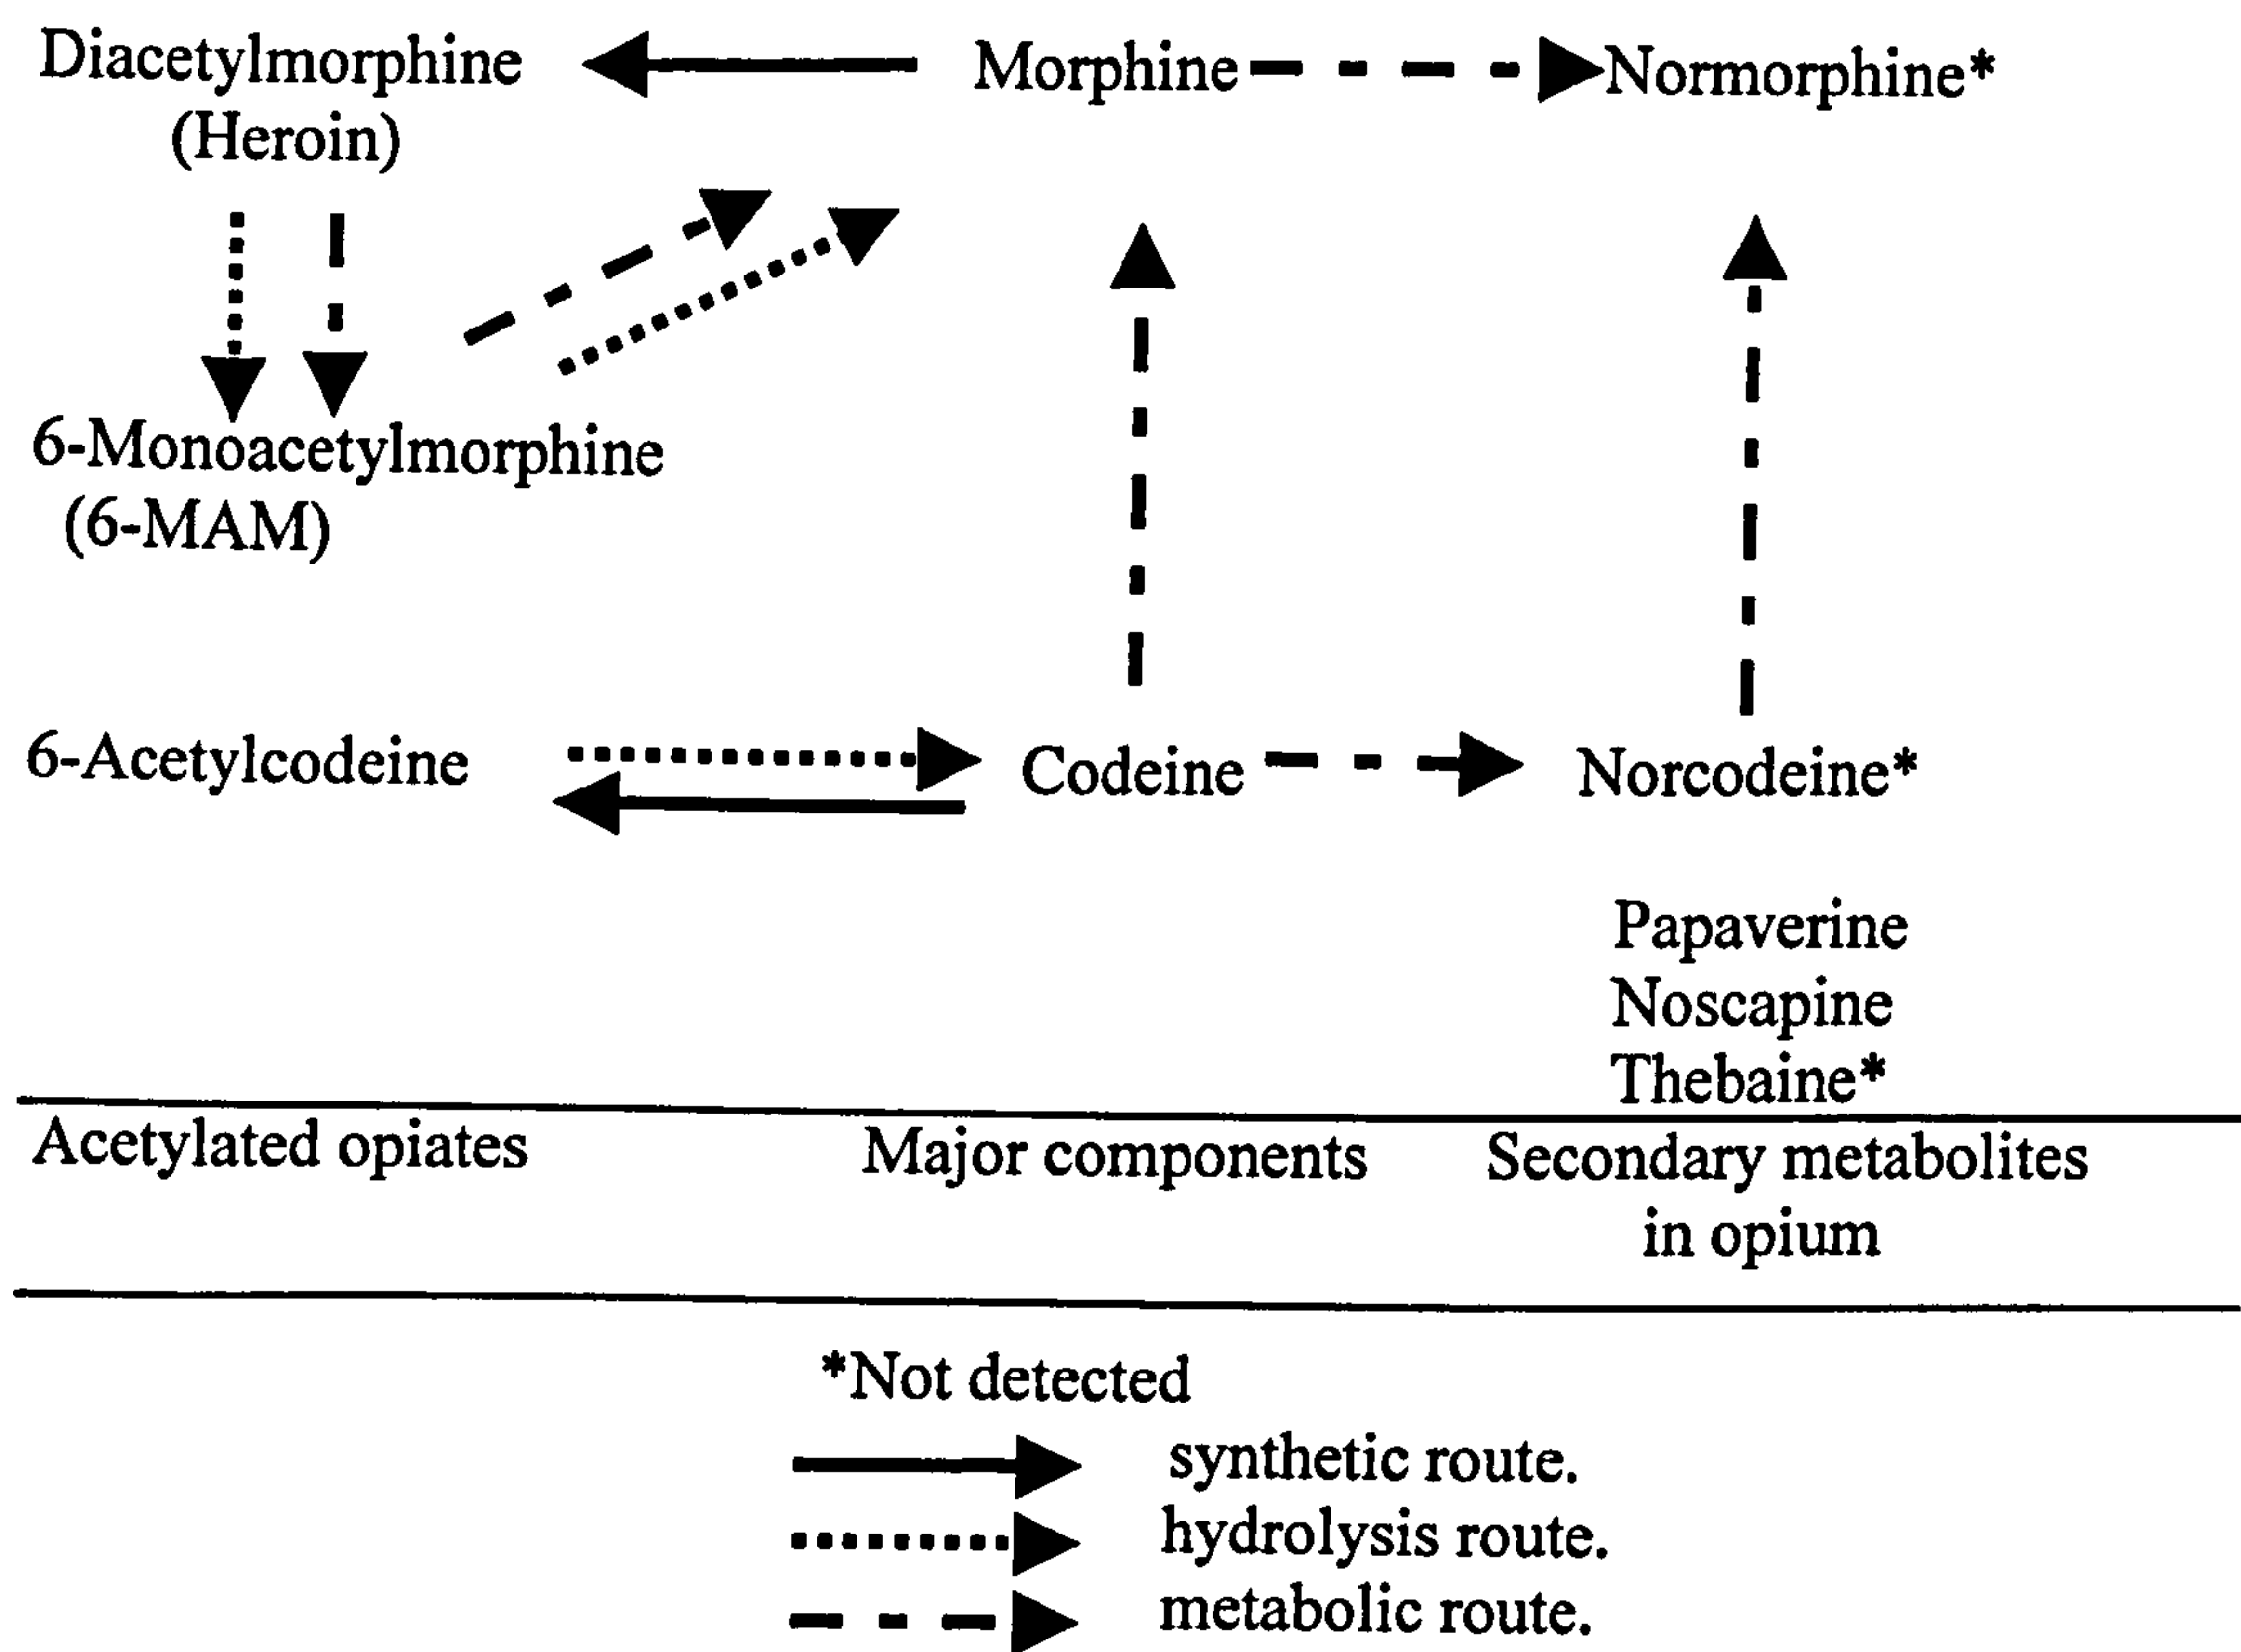 Diacetylmorphine
(Heroin)
Morphine
Normorphine*
6-Monoacetylmorphine
(6-MAM)
6-Acetylcodeine
Codeine
Norcodeine*
Papaverine
Noscapine
Thebaine*
Acetylated opiates
Major components
Secondary metabolites
in opium
*Not detected
synthetic route.
hydrolysis route.
metabolic route.